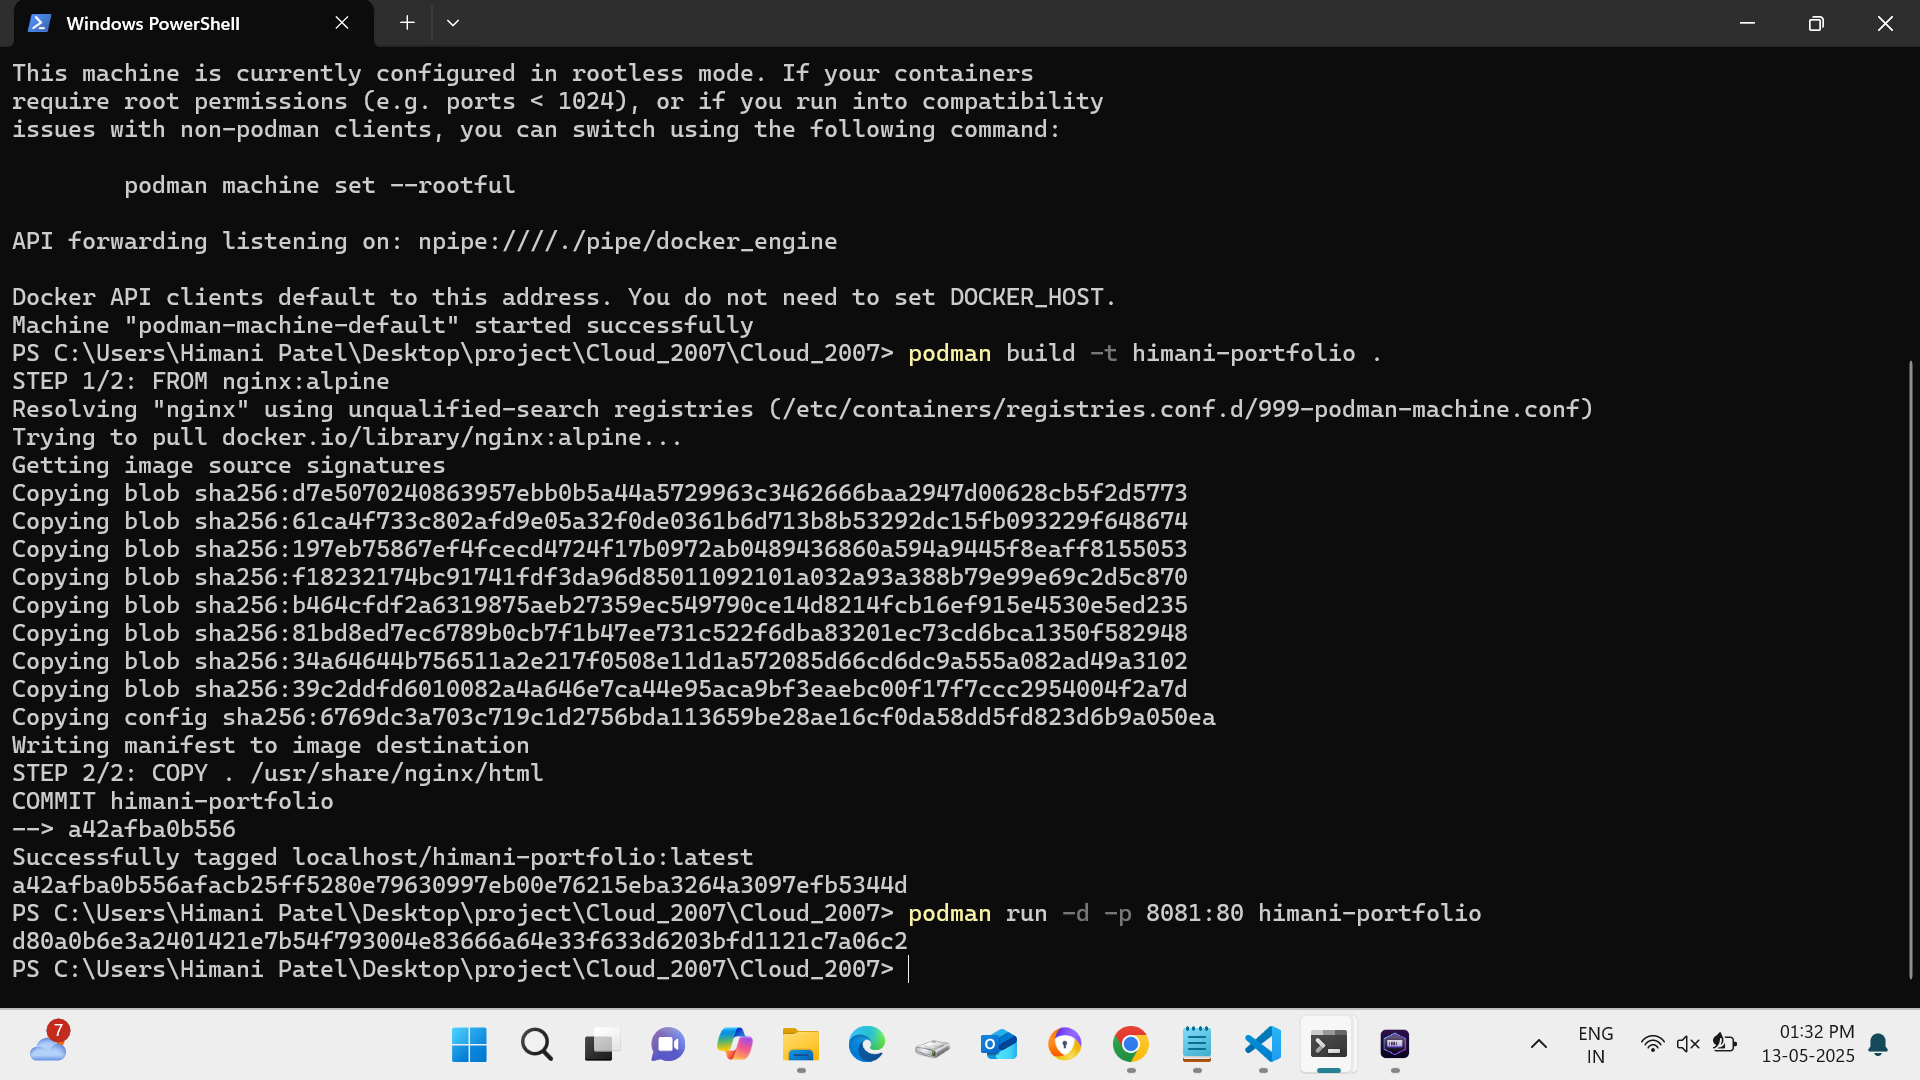 Windows PowerShell
This machine is currently configured in rootless mode. If your containers
require root permissions (e.g. ports < 1024), or if you run into compatibility
issues with non-podman clients, you can switch using the following command:
podman machine set --rootful
API forwarding listening on: npipe:////./pipe/docker_engine
Docker API clients default to this address. You do not need to set DOCKER_HOST.
Machine "podman-machine-default" started successfully
PS C:\Users\Himani Patel\Desktop\project\Cloud_2007\Cloud_2007> podman build -t himani-portfolio .
STEP 1/2: FROM nginx:alpine
Resolving "nginx" using unqualified-search registries (/etc/containers/registries.conf.d/999-podman-machine.conf)
Trying to pull docker.io/library/nginx:alpine...
Getting image source signatures
Copying blob sha256:d7e5070240863957ebb0b5a44a5729963c3462666baa2947d00628cb5f2d5773
Copying blob sha256:61ca4f733c802afd9e05a32f0de0361b6d713b8b53292dc15fb093229f648674
Copying blob sha256:197eb75867ef4fcecd4724f17b0972ab0489436860a594a9445f8eaff8155053
Copying blob sha256:f18232174bc91741fdf3da96d85011092101a032a93a388b79e99e69c2d5c870
Copying blob sha256:b464cfdf2a6319875aeb27359ec549790ce14d8214fcb16ef915e4530e5ed235
Copying blob sha256:81bd8ed7ec6789b0cb7f1b47ee731c522f6dba83201ec73cd6bca1350f582948
Copying blob sha256:34a64644b756511a2e217f0508e11d1a572085d66cd6dc9a555a082ad49a3102
Copying blob sha256:39c2ddfd6010082a4a646e7ca44e95aca9bf3eaebc00f17f7ccc2954004f2a7d
Copying config sha256:6769dc3a703c719c1d2756bda113659be28ae16cf0da58dd5fd823d6b9a050ea
Writing manifest to image destination
STEP 2/2: COPY . /usr/share/nginx/html
COMMIT himani-portfolio
--> a42afba0b556
Successfully tagged localhost/himani-portfolio:latest
a42afba0b556afacb25ff5280e79630997eb00e76215eba3264a3097efb5344d
PS C:\Users\Himani Patel\Desktop\project\Cloud_2007\Cloud_2007> podman run -d -p 8081:80 himani-portfolio
d80a0b6e3a2401421e7b54f793004e83666a64e33f633d6203bfd1121c7a06c2
PS C:\Users\Himani Patel\Desktop\project\Cloud_2007\Cloud_2007>
7
ENG
IN
01:32 PM
13-05-2025